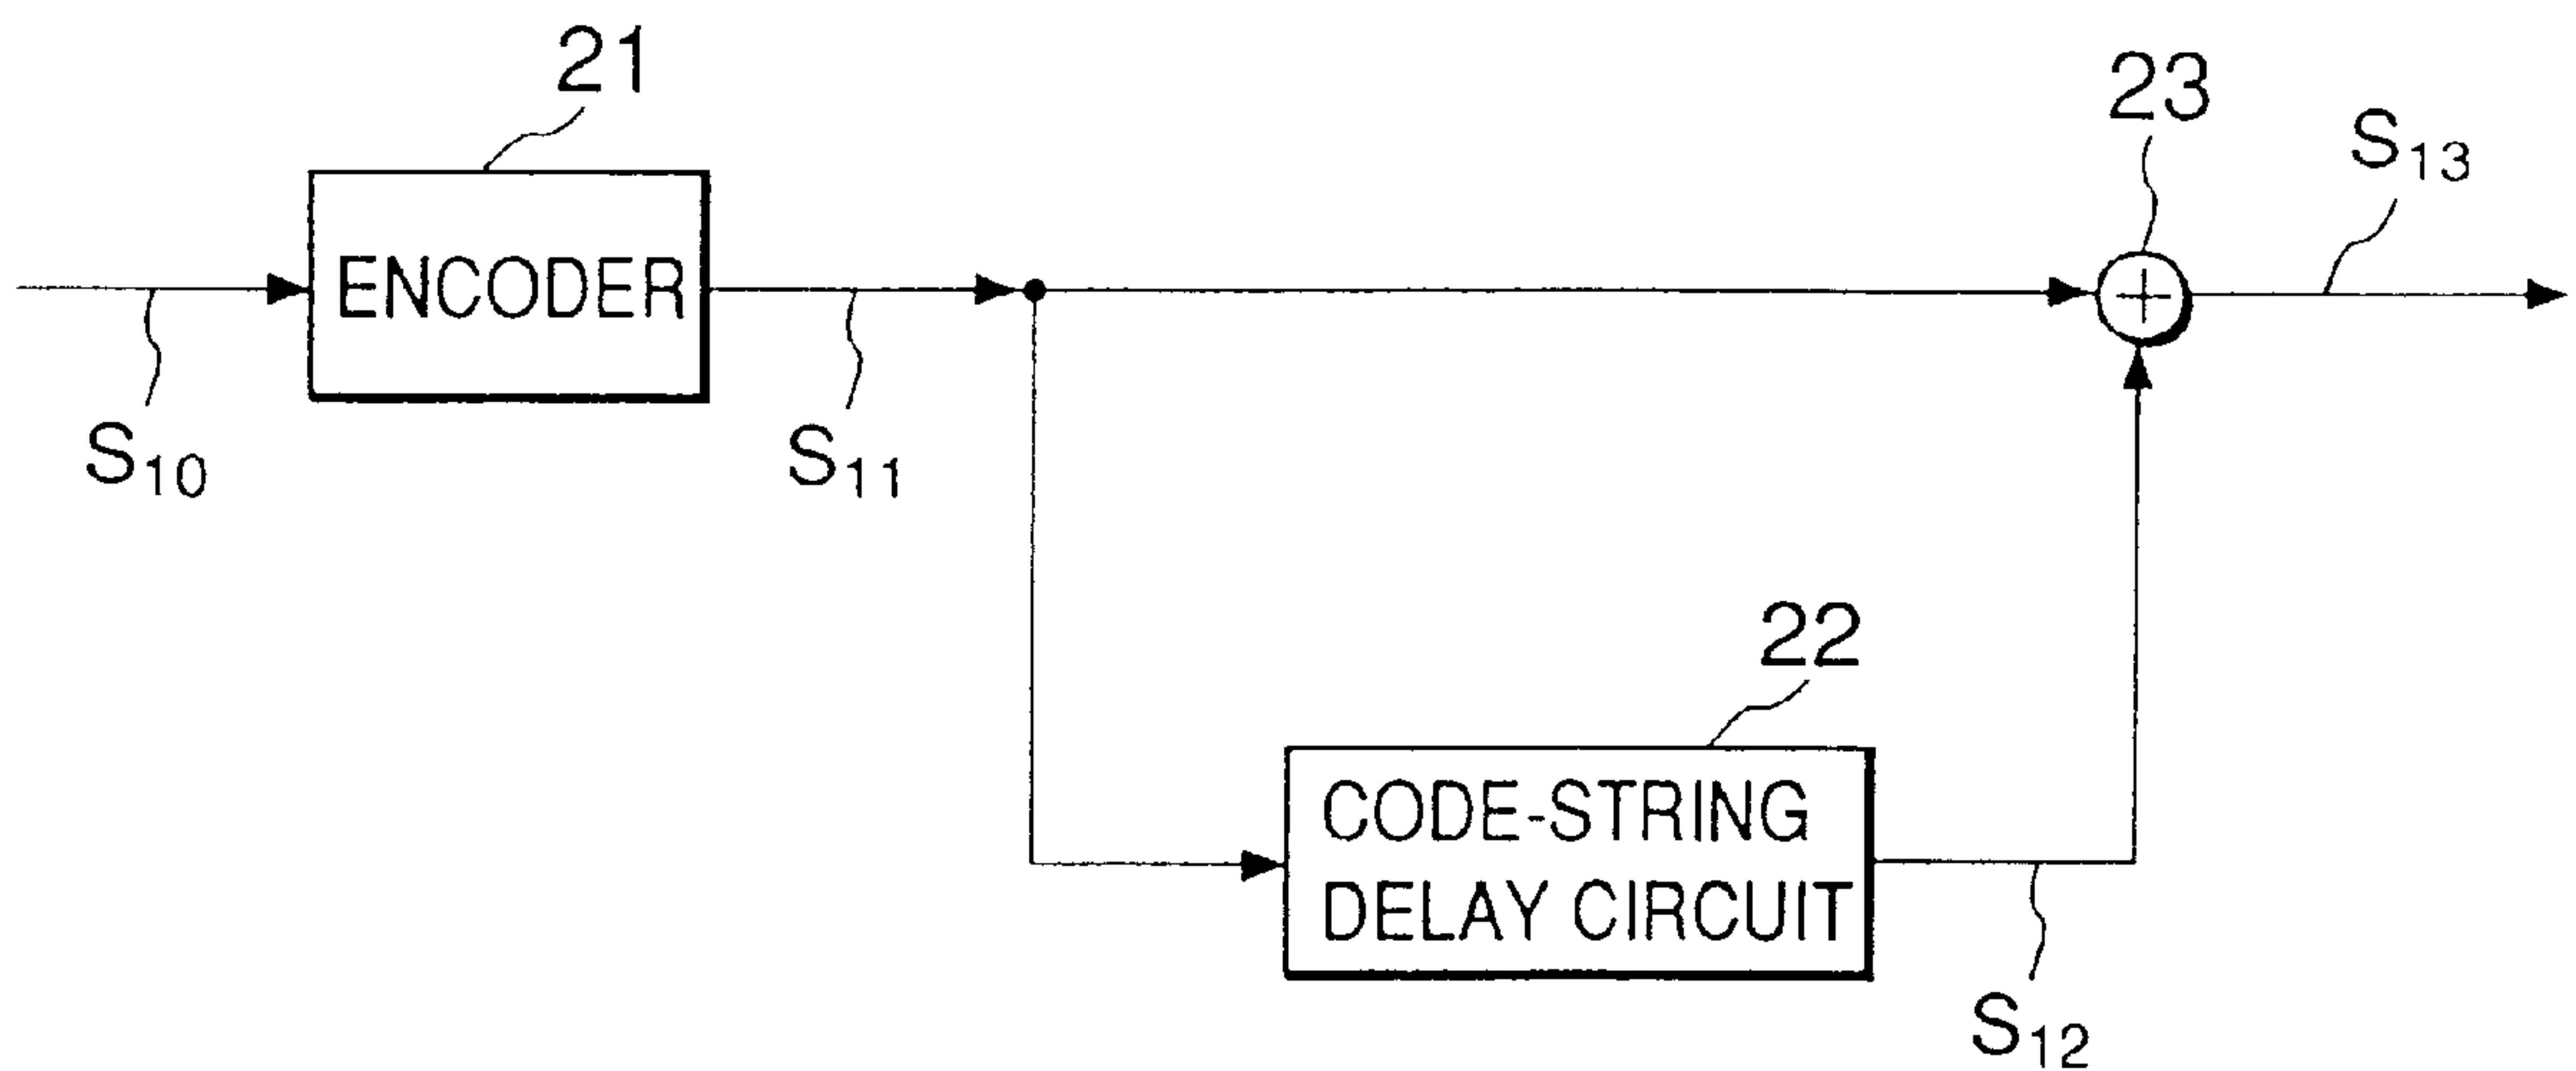 21
23
S13
ENCODER
S10
S11
22
CODE-STRING
DELAY CIRCUIT
S12